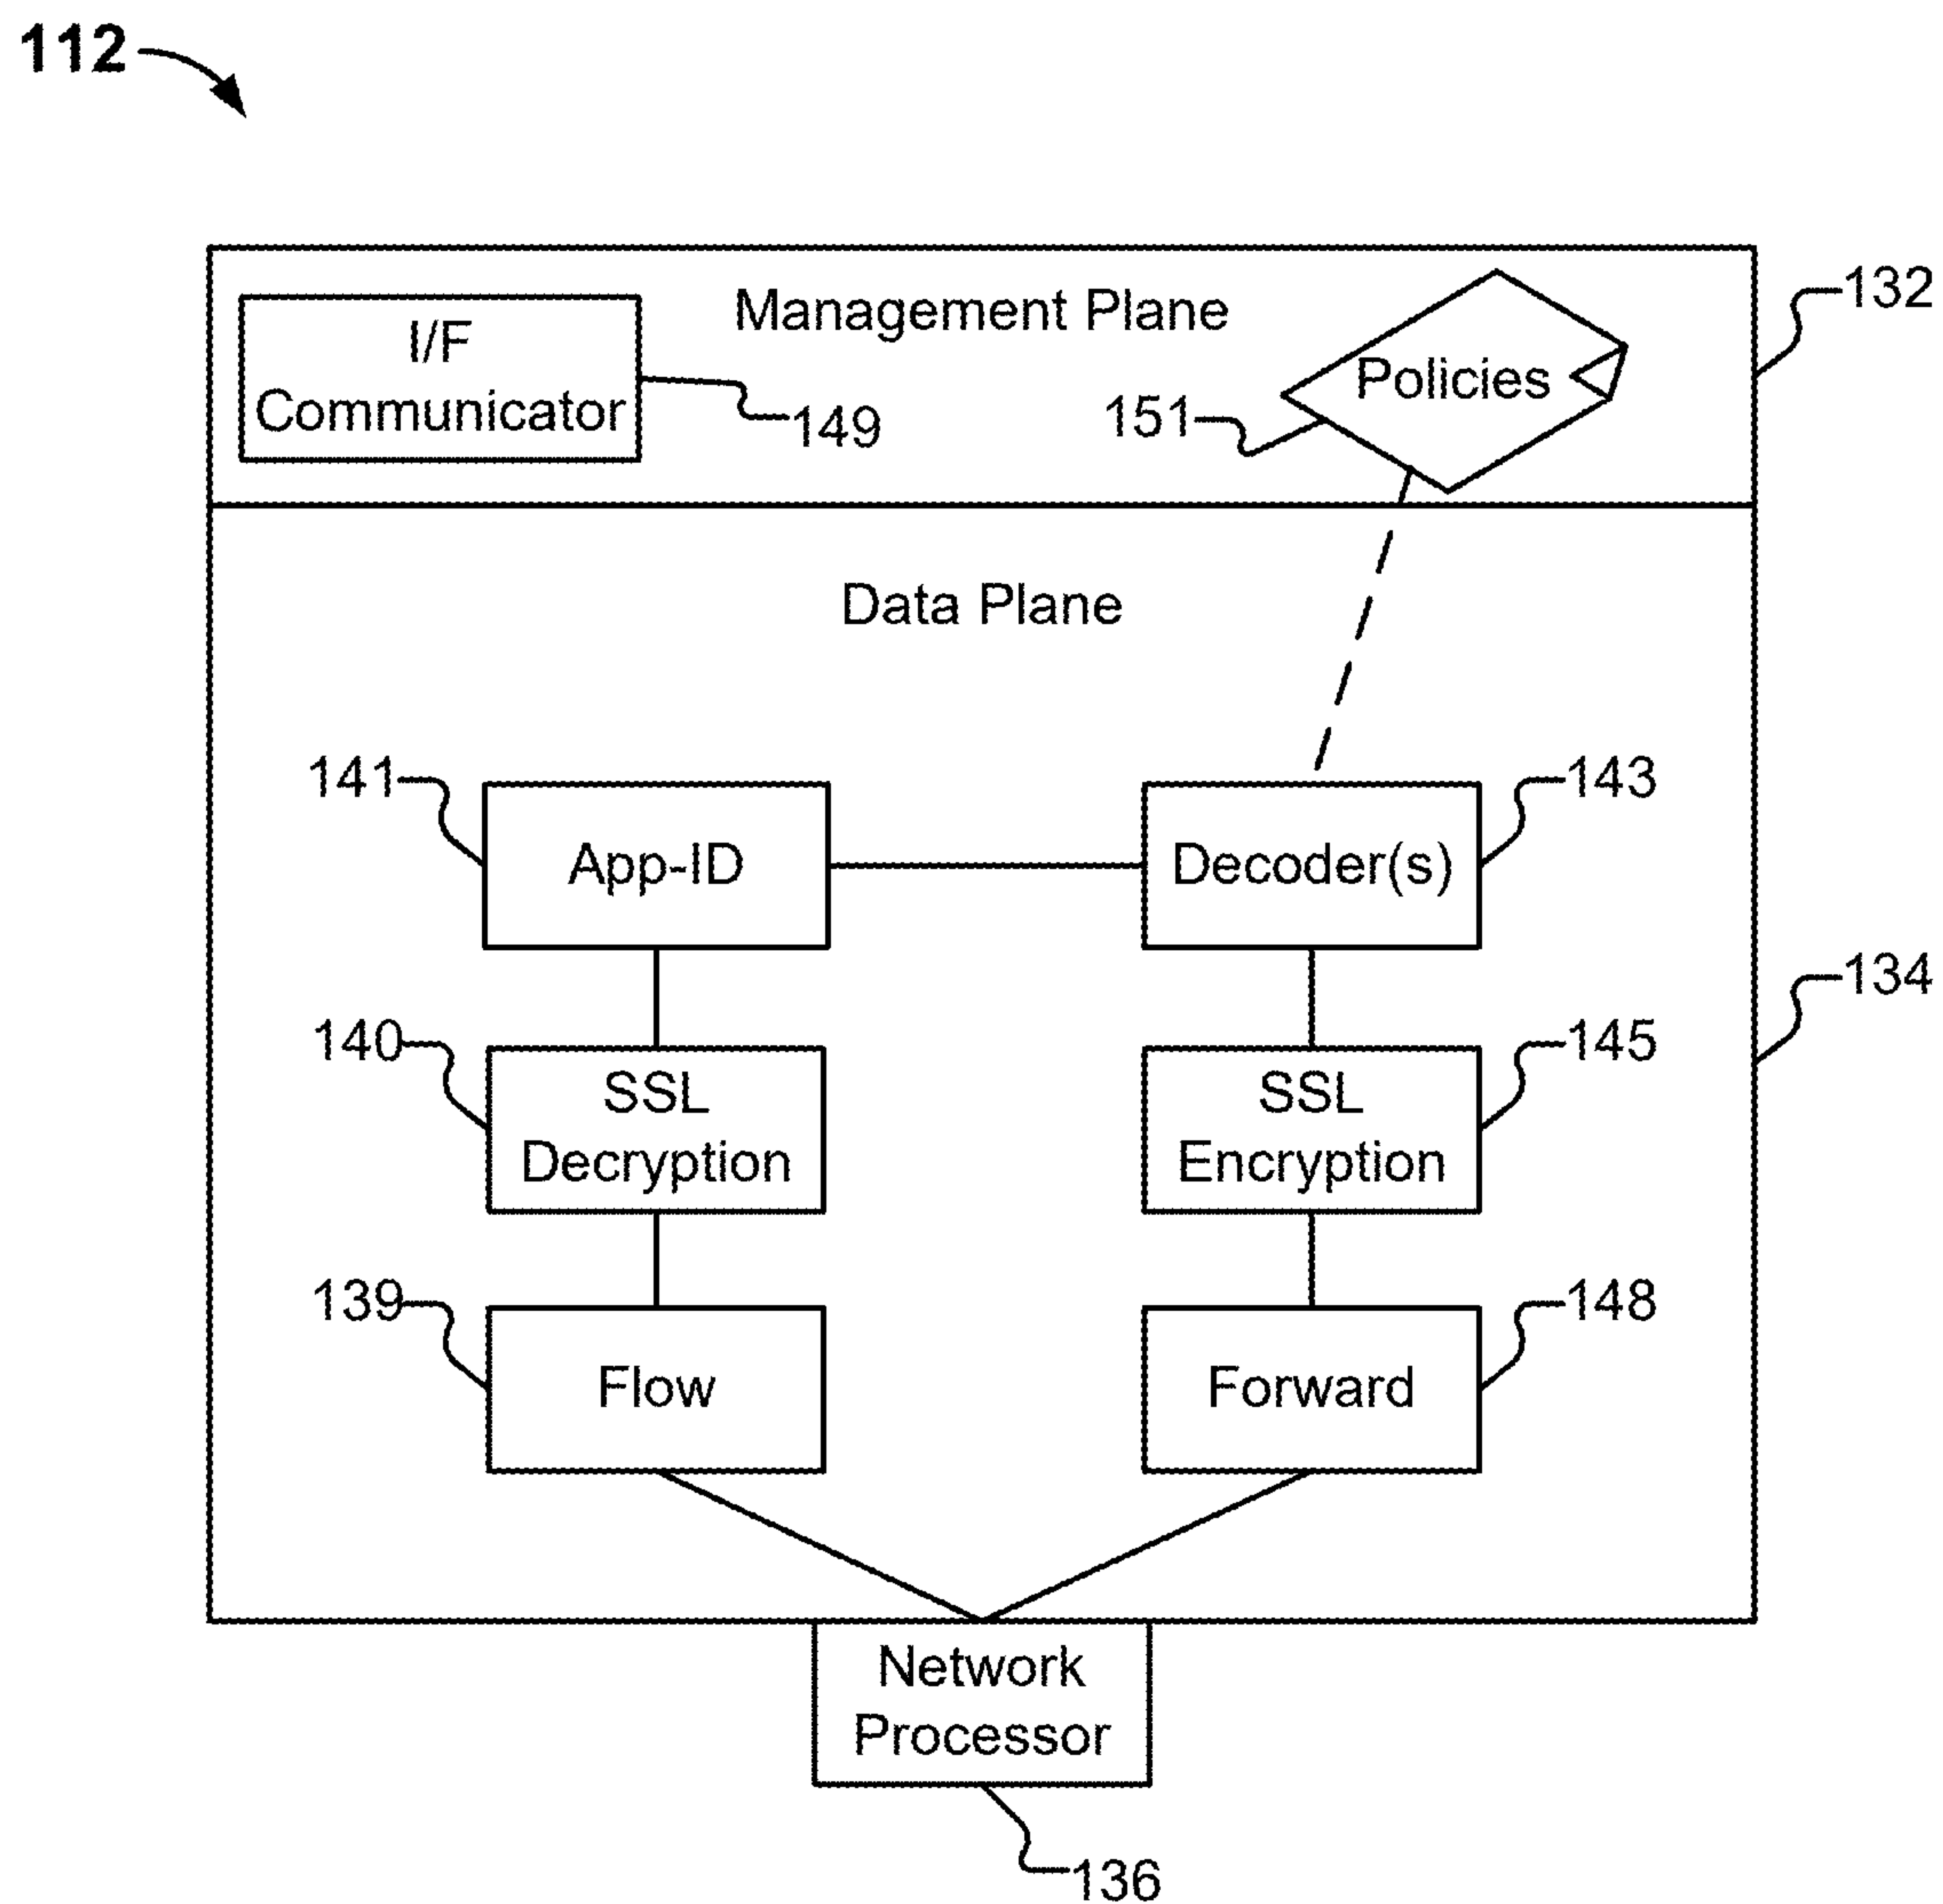 112
Management Plane
132
I/F
Communicator
149
Policies
151
Data Plane
141
App-ID
Decoder(s)
143
134
140
SSL
Decryption
SSL
Encryption
145
139
Flow
Forward
148
Network
Processor
136